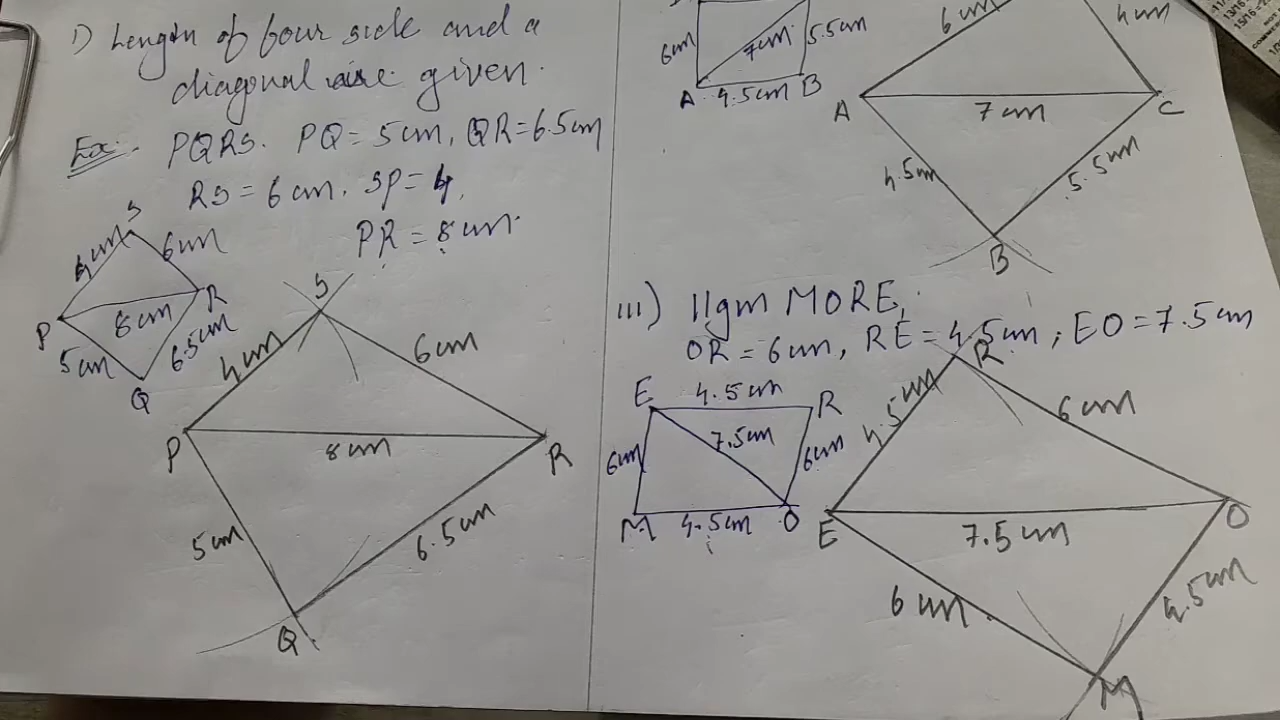 1) Length of four side and a
diagonal are given.
Ex:- PQRS. PQ = 5cm, QR = 6.5cm
RS = 6 cm. SP = 4,
PR = 8 cm.
S
4cm 6cm
P 8cm R
5cm 6.5cm
Q
S
4cm 6cm
P 8cm R
5cm 6.5cm
Q
6cm 7cm 5.5cm
A 4.5cm B
6cm 4cm
A 7cm C
4.5cm 5.5cm
B
III) llgm MORE,
OR = 6cm, RE = 4.5cm ; EO = 7.5cm
E 4.5cm R
6cm 7.5cm 6cm
M 4.5cm O
R
4.5cm 6cm
E 7.5cm O
6cm 4.5cm
M